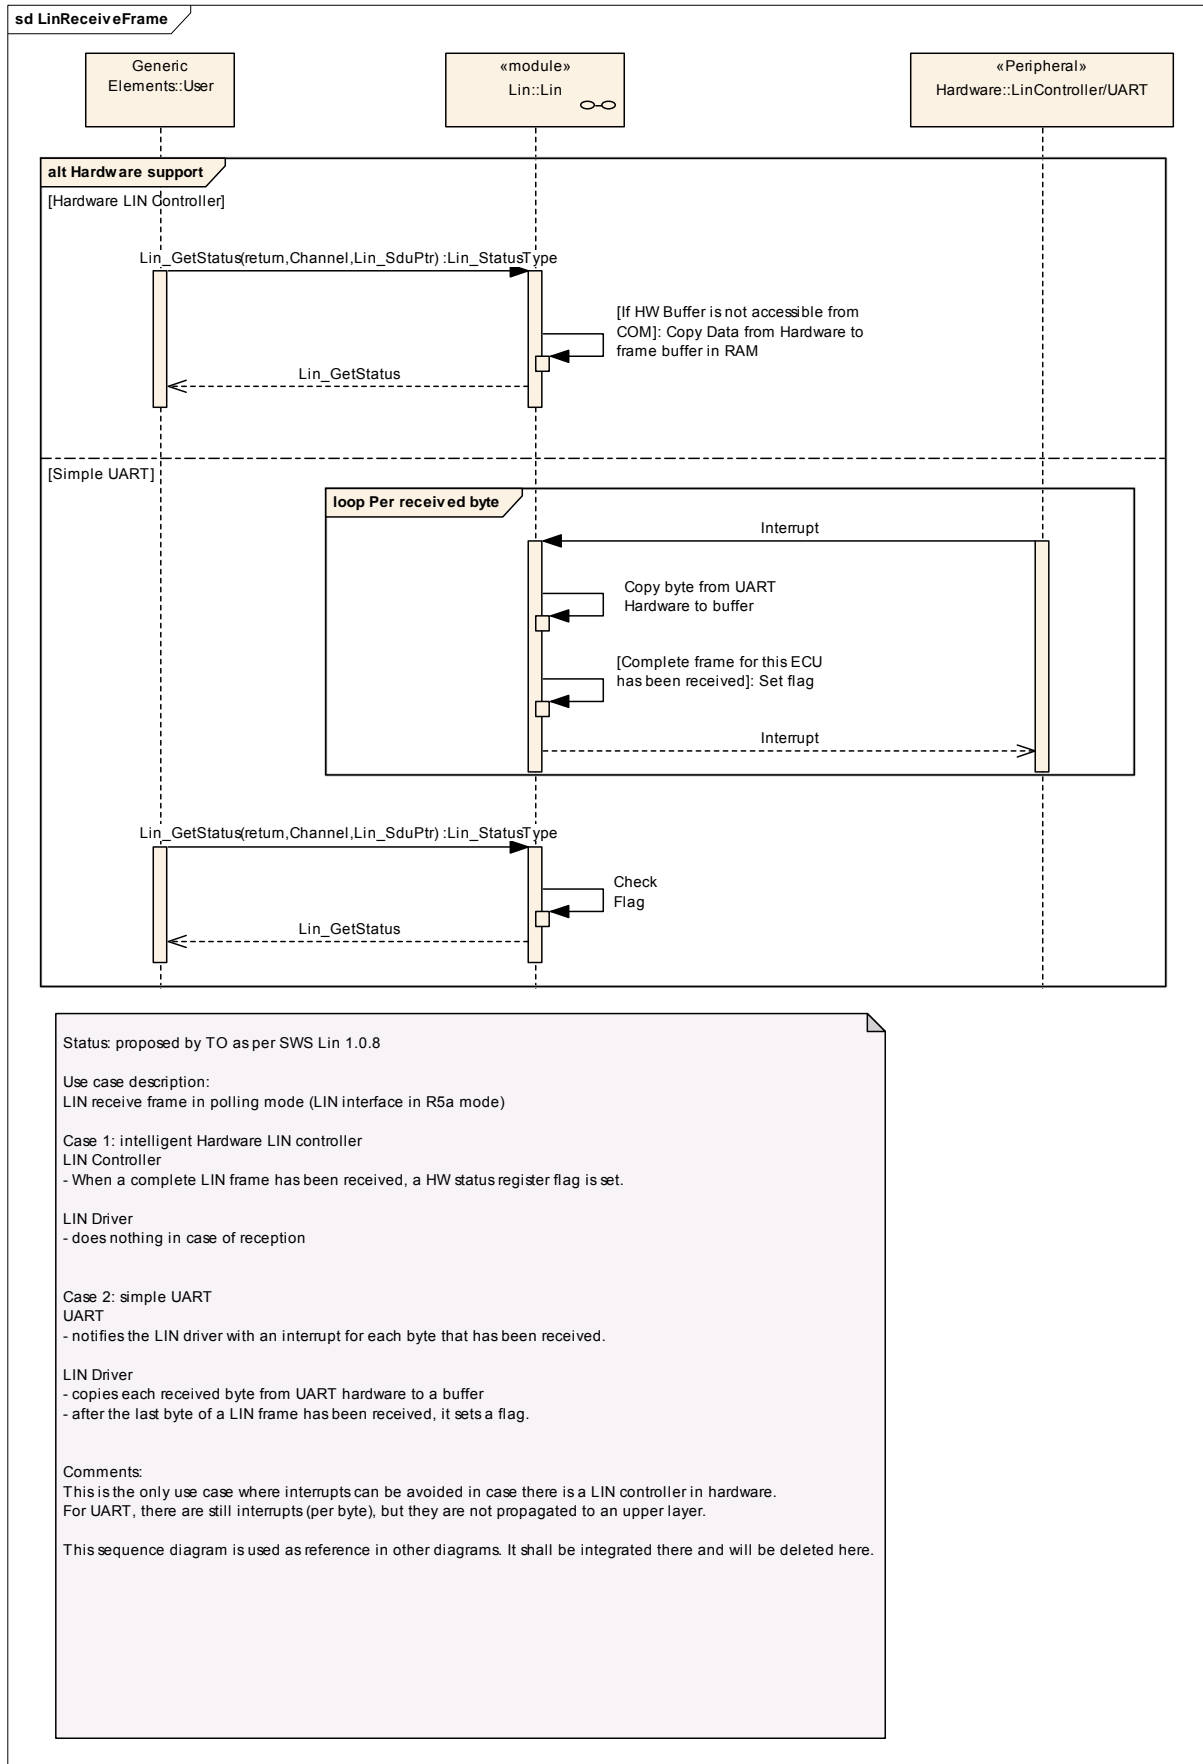 sd LinReceiveFrame
Generic
Elements::User
«module»
Lin::Lin
«Peripheral»
Hardware::LinController/UART
alt Hardware support
[Hardware LIN Controller]
Lin_GetStatus(return,Channel,Lin_SduPtr) :Lin_StatusType
[If HW Buffer is not accessible from
COM]: Copy Data from Hardware to
frame buffer in RAM
Lin_GetStatus
[Simple UART]
loop Per received byte
Interrupt
Copy byte from UART
Hardware to buffer
[Complete frame for this ECU
has been received]: Set flag
Interrupt
Lin_GetStatus(return,Channel,Lin_SduPtr) :Lin_StatusType
Check
Flag
Lin_GetStatus
Status: proposed by TO as per SWS Lin 1.0.8
Use case description:
LIN receive frame in polling mode (LIN interface in R5a mode)
Case 1: intelligent Hardware LIN controller
LIN Controller
- When a complete LIN frame has been received, a HW status register flag is set.
LIN Driver
- does nothing in case of reception
Case 2: simple UART
UART
- notifies the LIN driver with an interrupt for each byte that has been received.
LIN Driver
- copies each received byte from UART hardware to a buffer
- after the last byte of a LIN frame has been received, it sets a flag.
Comments:
This is the only use case where interrupts can be avoided in case there is a LIN controller in hardware.
For UART, there are still interrupts (per byte), but they are not propagated to an upper layer.
This sequence diagram is used as reference in other diagrams. It shall be integrated there and will be deleted here.